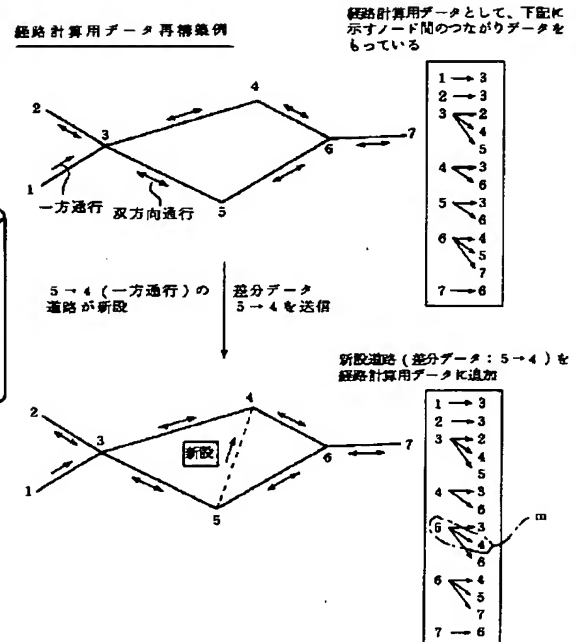 経路計算用データ再構築例
経路計算用データとして、下記に
示すノード間のつながりデータを
もっている
2
3
4
6
7
1
5
一方通行
双方向通行
1 → 3
2 → 3
3 → 2
4
5
4 → 3
6
5 → 3
6
6 → 4
5
7
7 → 6
5 → 4 (一方通行) の
道路が新設
差分データ
5 → 4 を送信
新設道路 (差分データ : 5 → 4 ) を
経路計算用データに追加
2
3
4
6
7
1
5
新設
1 → 3
2 → 3
3 → 2
4
5
4 → 3
6
5 → 3
4
6
m
6 → 4
5
7
7 → 6